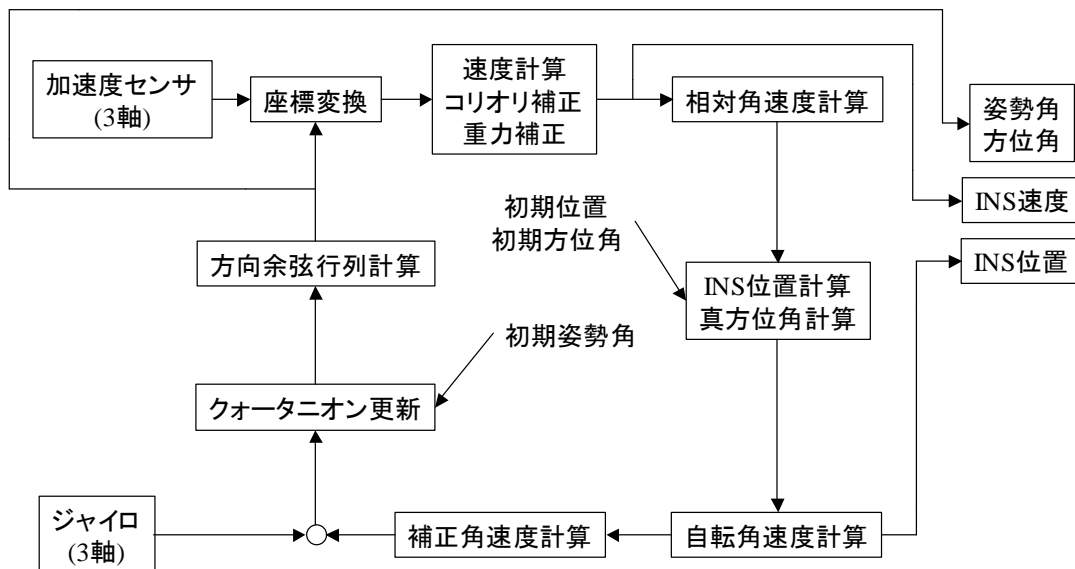 加速度センサ
(3軸)
座標変換
速度計算
コリオリ補正
重力補正
相対角速度計算
姿勢角
方位角
INS速度
INS位置
初期位置
初期方位角
方向余弦行列計算
INS位置計算
真方位角計算
初期姿勢角
クォータニオン更新
ジャイロ
(3軸)
補正角速度計算
自転角速度計算